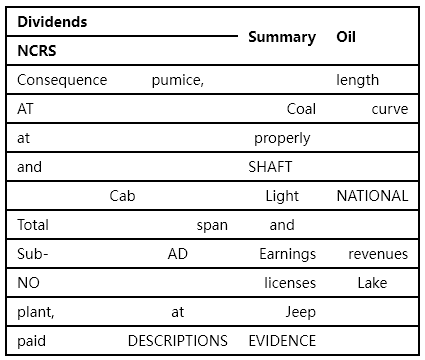 Dividends
Summary Oil
NCRS
Consequence pumice, length
AT Coal curve
at properly
and SHAFT
Cab Light NATIONAL
Total span and
Sub- AD Earnings revenues
NO licenses Lake
plant, at Jeep
paid DESCRIPTIONS EVIDENCE